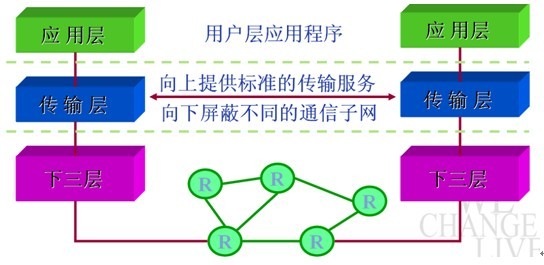 应用层
用户层应用程序
应用层
传输层
向上提供标准的传输服务
向下屏蔽不同的通信子网
传输层
下三层
下三层
R
R
R
R
R
WE
CHANGE
LIVE